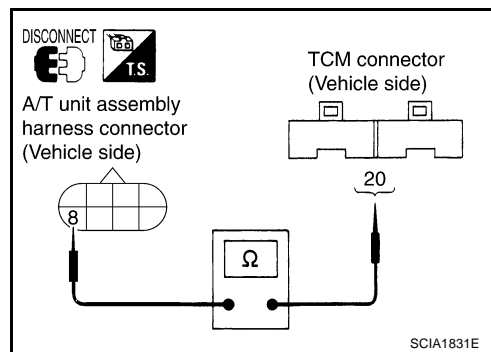 DISCONNECT
T.S.
A/T unit assembly
harness connector
(Vehicle side)
TCM connector
(Vehicle side)
8
20
Ω
SCIA1831E